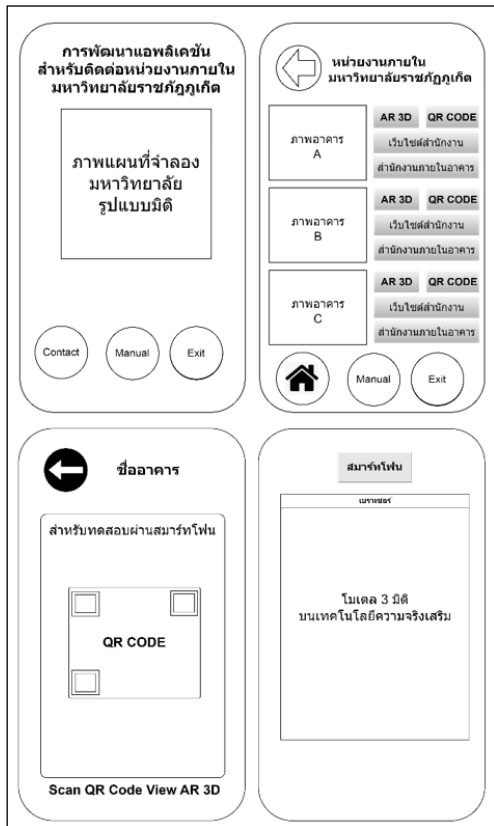 การพัฒนาแอพลิเคชัน
สำหรับติดต่อหน่วยงานภายใน
มหาวิทยาลัยราชภัฏภูเก็ต
ภาพแผนที่จำลอง
มหาวิทยาลัย
รูปแบบมิติ
Contact
Manual
Exit
หน่วยงานภายใน
มหาวิทยาลัยราชภัฏภูเก็ต
ภาพอาคาร
A
AR 3D
QR CODE
เว็บไซต์สำนักงาน
สำนักงานภายในอาคาร
ภาพอาคาร
B
AR 3D
QR CODE
เว็บไซต์สำนักงาน
สำนักงานภายในอาคาร
ภาพอาคาร
C
AR 3D
QR CODE
เว็บไซต์สำนักงาน
สำนักงานภายในอาคาร
Manual
Exit
ชื่ออาคาร
สำหรับทดสอบผ่านสมาร์ทโฟน
QR CODE
Scan QR Code View AR 3D
สมาร์ทโฟน
เบราเซอร์
โมเดล 3 มิติ
บนเทคโนโลยีความจริงเสริม